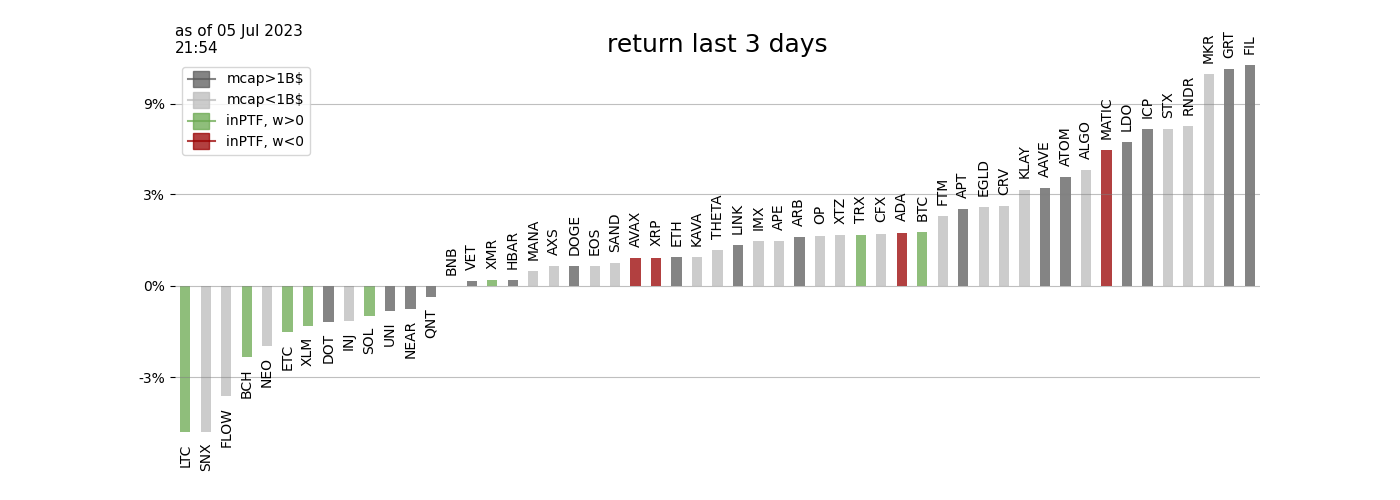 as of 05 Jul 2023
21:54
return last 3 days
mcap>1B$
mcap<1B$
inPTF, w>0
inPTF, w<0
9%
3%
0%
-3%
LTC
SNX
FLOW
BCH
NEO
ETC
XLM
DOT
INJ
SOL
UNI
NEAR
QNT
BNB
VET
XMR
HBAR
MANA
AXS
DOGE
EOS
SAND
AVAX
XRP
ETH
KAVA
THETA
LINK
IMX
APE
ARB
OP
XTZ
TRX
CFX
ADA
BTC
FTM
APT
EGLD
CRV
KLAY
AAVE
ATOM
ALGO
MATIC
LDO
ICP
STX
RNDR
MKR
GRT
FIL